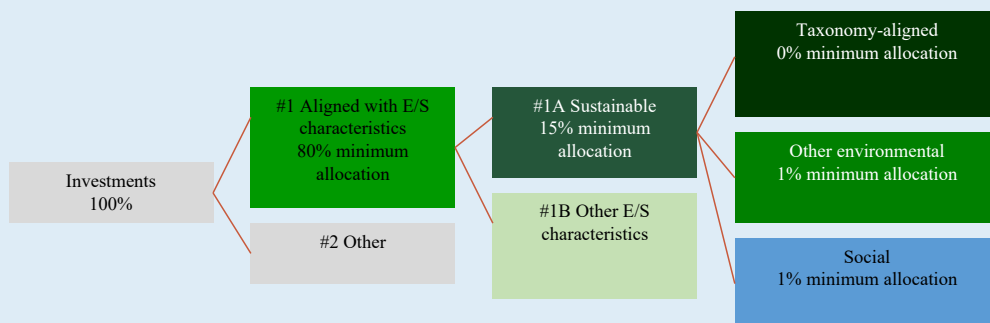 Investments
100%
#1 Aligned with E/S
characteristics
80% minimum
allocation
#2 Other
#1A Sustainable
15% minimum
allocation
#1B Other E/S
characteristics
Taxonomy-aligned
0% minimum allocation
Other environmental
1% minimum allocation
Social
1% minimum allocation